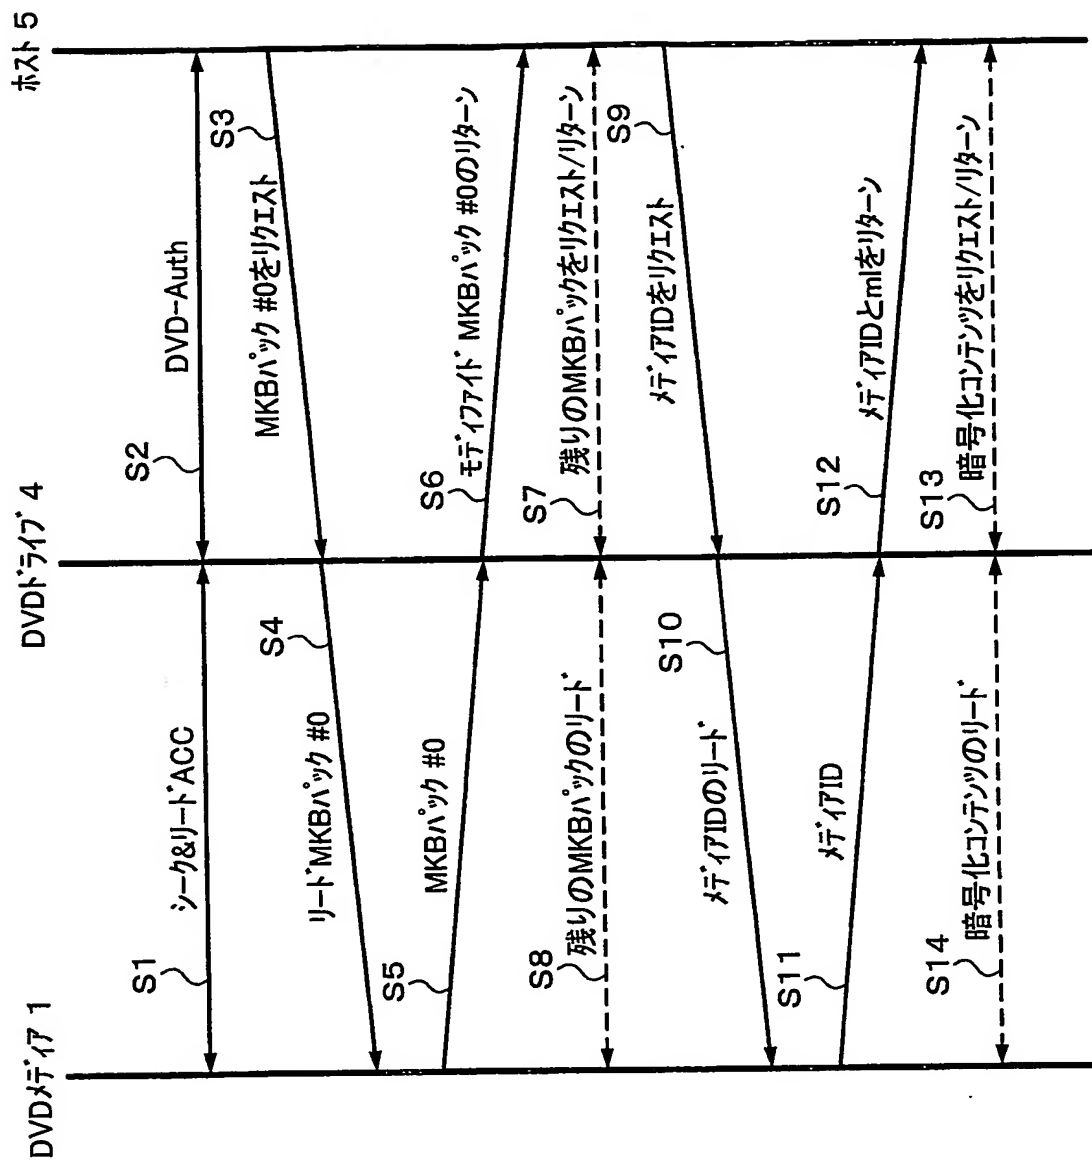 DVDメディア 1
DVDドライブ 4
ホスト 5
S1
シーク&リードACC
S2
DVD-Auth
S3
MKBパック #0をリクエスト
S4
リードMKBパック #0
S5
MKBパック #0
S6
モディファイド MKBパック #0のリターン
S7
残りのMKBパックをリクエスト/リターン
S8
残りのMKBパックのリード
S9
メディアIDをリクエスト
S10
メディアIDのリード
S11
メディアID
S12
メディアIDとmlをリターン
S13
暗号化コンテンツをリクエスト/リターン
S14
暗号化コンテンツのリード